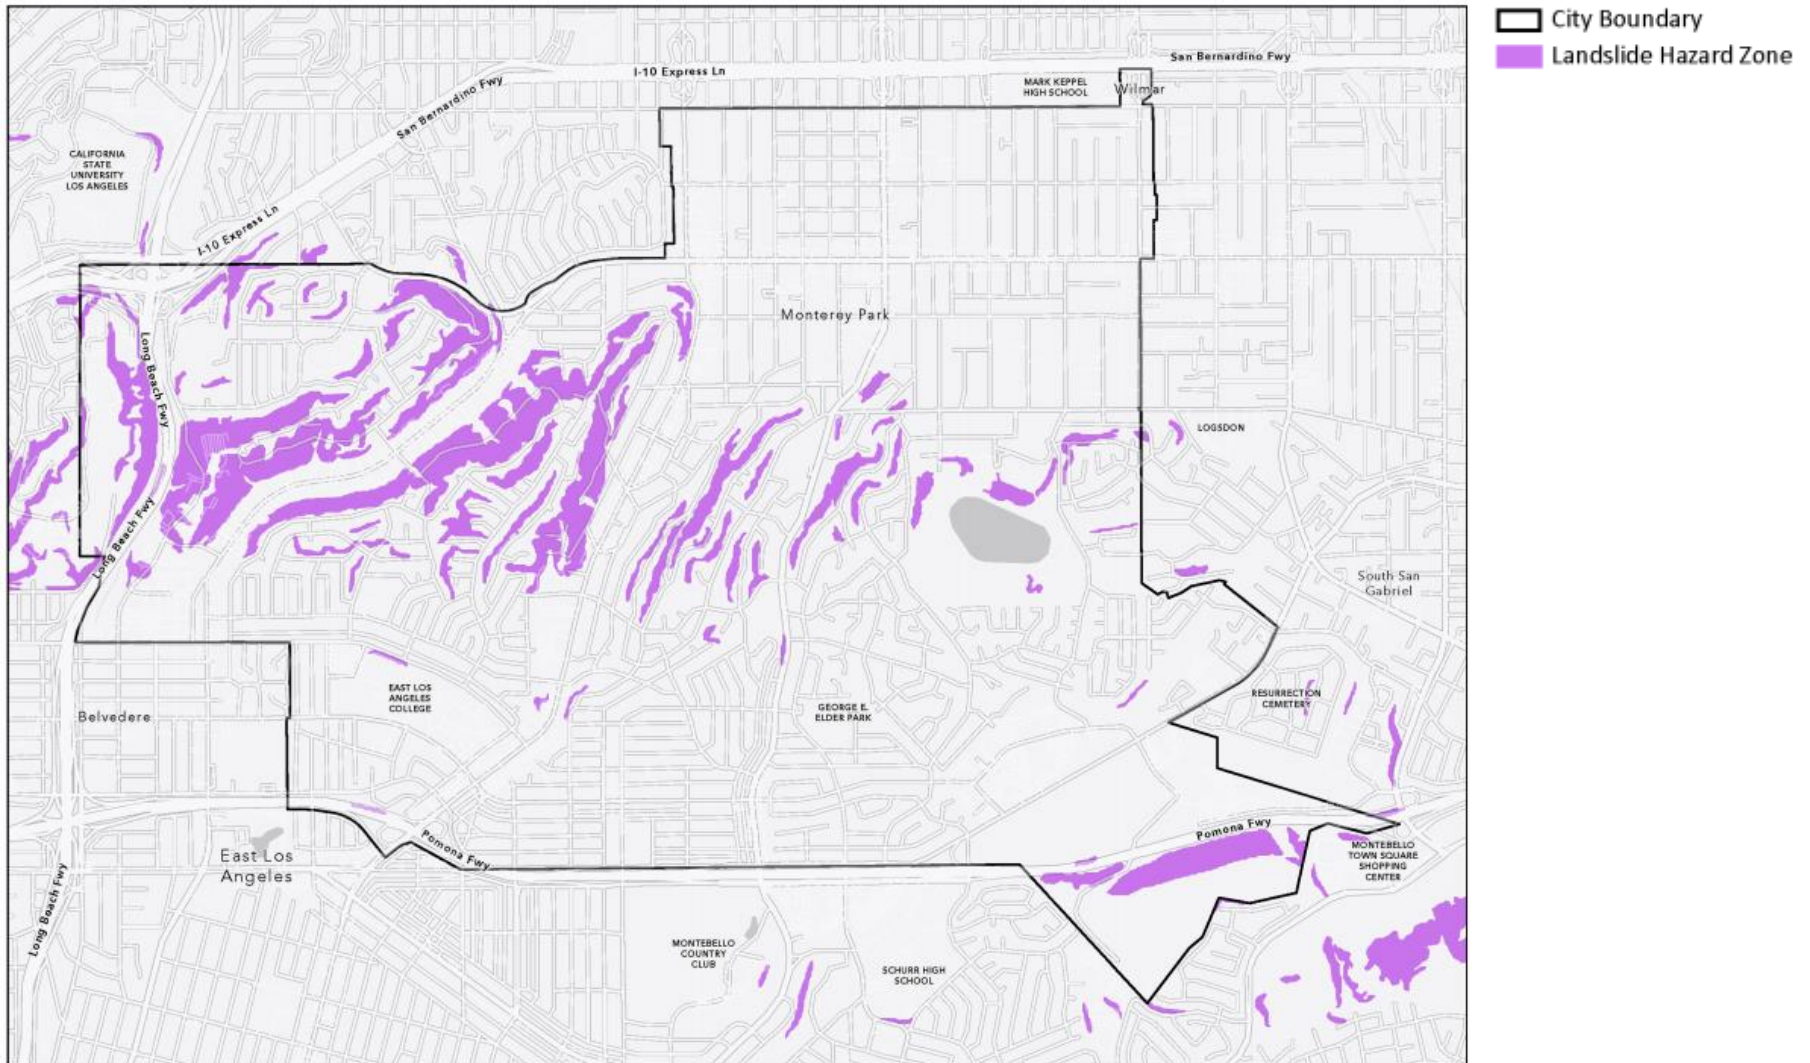 City Boundary
Landslide Hazard Zone
San Bernardino Fwy
I-10 Express Ln
San Bernardino Fwy
MARK KEPPEL
HIGH SCHOOL
Wilmar
CALIFORNIA
STATE
UNIVERSITY
LOS ANGELES
I-10 Express Ln
Monterey Park
Long Beach Fwy
LOGSDON
Long Beach Fwy
South San
Gabriel
EAST LOS
ANGELES
COLLEGE
RESURRECTION
CEMETERY
GEORGE E.
ELDER PARK
Belvedere
Pomona Fwy
Pomona Fwy
East Los
Angeles
MONTEBELLO
TOWN SQUARE
SHOPPING
CENTER
Long Beach Fwy
MONTEBELLO
COUNTRY
CLUB
SCHURR HIGH
SCHOOL